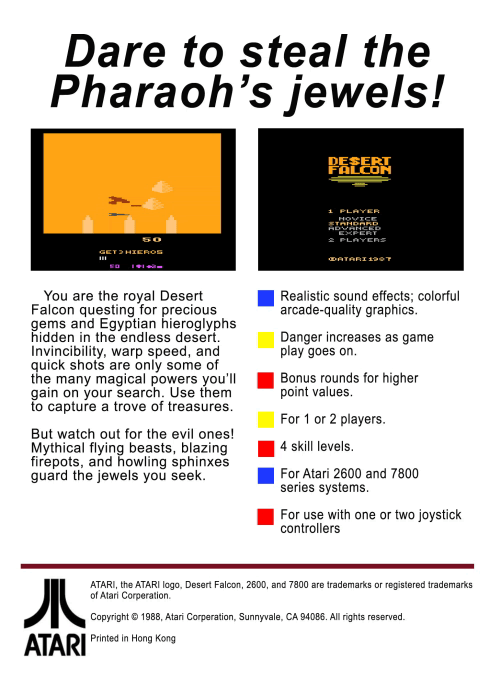 Dare to steal the
Pharaoh's jewels!
50
GET>HIEROS
DESERT
FALCON
1 PLAYER
NOVICE
STANDARD
ADVANCED
EXPERT
2 PLAYERS
©ATARI1987
You are the royal Desert
Falcon questing for precious
gems and Egyptian hieroglyphs
hidden in the endless desert.
Invincibility, warp speed, and
quick shots are only some of
the many magical powers you'll
gain on your search. Use them
to capture a trove of treasures.
But watch out for the evil ones!
Mythical flying beasts, blazing
firepots, and howling sphinxes
guard the jewels you seek.
Realistic sound effects; colorful
arcade-quality graphics.
Danger increases as game
play goes on.
Bonus rounds for higher
point values.
For 1 or 2 players.
4 skill levels.
For Atari 2600 and 7800
series systems.
For use with one or two joystick
controllers
ATARI, the ATARI logo, Desert Falcon, 2600, and 7800 are trademarks or registered trademarks
of Atari Corperation.
Copyright © 1988, Atari Corperation, Sunnyvale, CA 94086. All rights reserved.
Printed in Hong Kong
ATARI